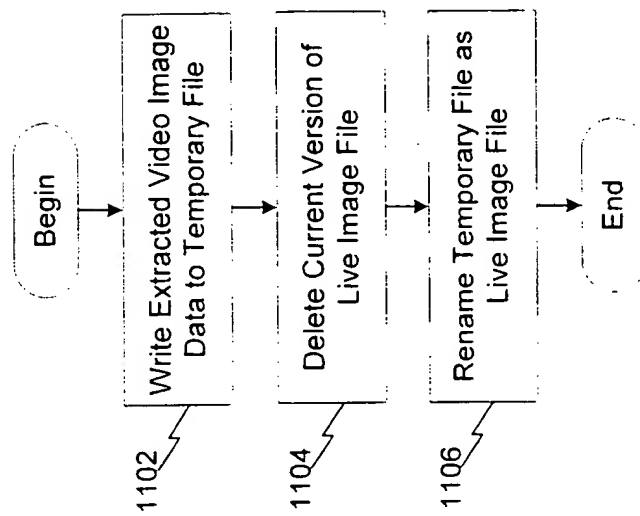 Begin
1102
Write Extracted Video Image
Data to Temporary File
1104
Delete Current Version of
Live Image File
1106
Rename Temporary File as
Live Image File
End